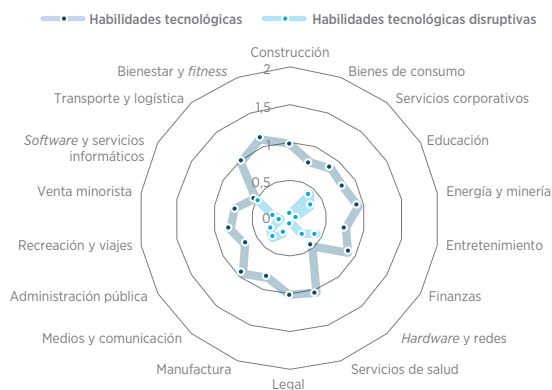 Habilidades tecnológicas
Habilidades tecnológicas disruptivas
Construcción
Bienes de consumo
Servicios corporativos
Educación
Energía y minería
Entretenimiento
Finanzas
Hardware y redes
Servicios de salud
Legal
Manufactura
Medios y comunicación
Administración pública
Recreación y viajes
Venta minorista
Software y servicios
informáticos
Transporte y logística
Bienestar y fitness
2
1,5
1
0,5
0